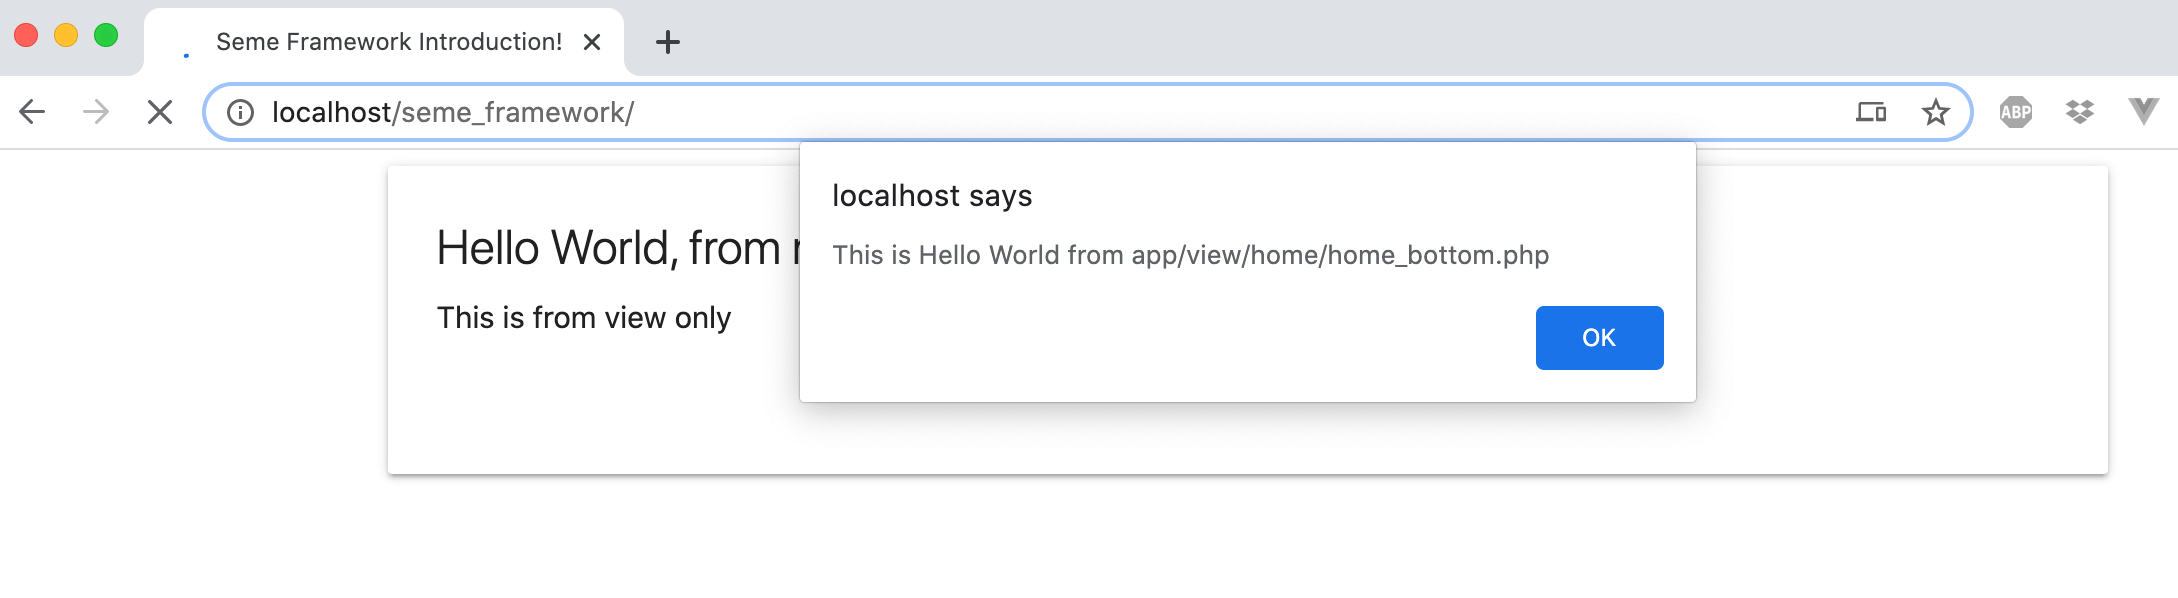 Seme Framework Introduction!
localhost/seme_framework/
ABP
localhost says
This is Hello World from app/view/home/home_bottom.php
OK
Hello World, from
This is from view only